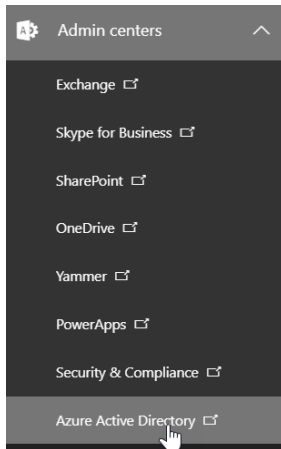 Admin centers
Exchange
Skype for Business
SharePoint
OneDrive
Yammer
PowerApps
Security & Compliance
Azure Active Directory